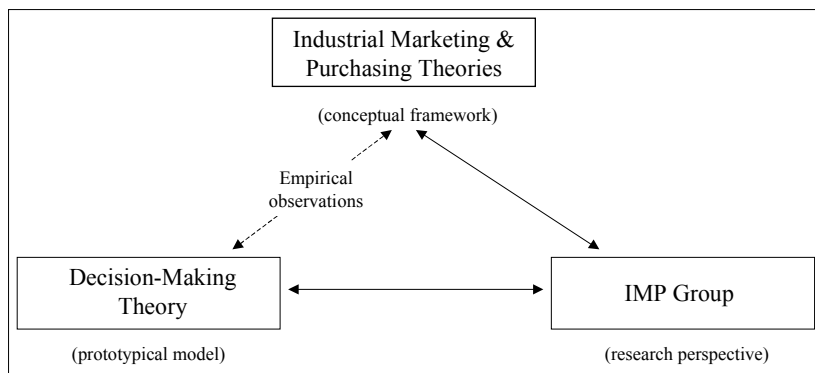 Industrial Marketing &
Purchasing Theories
(conceptual framework)
Empirical
observations
Decision-Making
Theory
(prototypical model)
IMP Group
(research perspective)